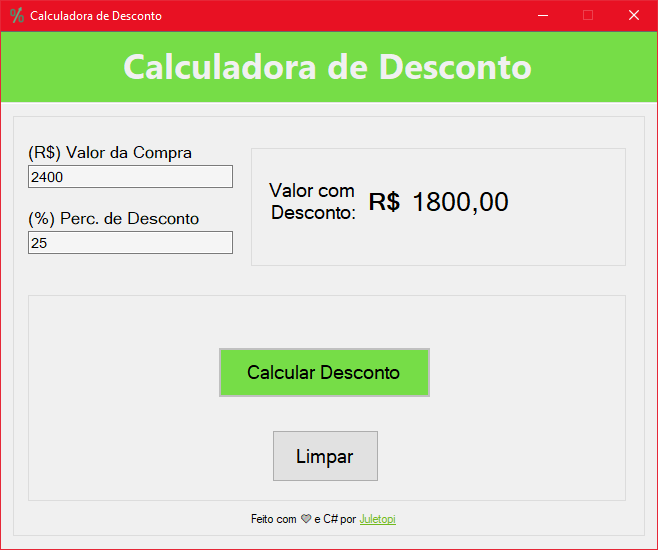 Calculadora de Desconto
Calculadora de Desconto
(R$) Valor da Compra
2400
(%) Perc. de Desconto
25
Valor com
Desconto:
R$ 1800,00
Calcular Desconto
Limpar
Feito com 🤍 e C# por Juletopi